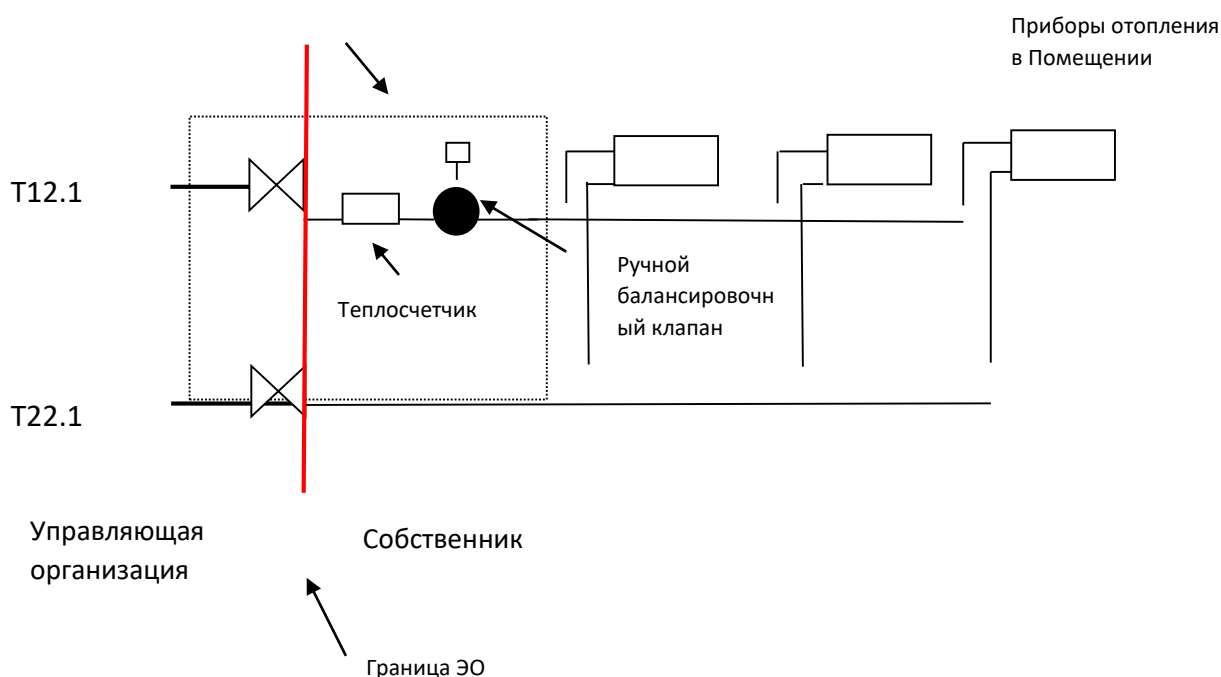 Приборы отопления
в Помещении
Т12.1
Теплосчетчик
Ручной
балансировочн
ый клапан
Т22.1
Управляющая
организация
Собственник
Граница ЭО